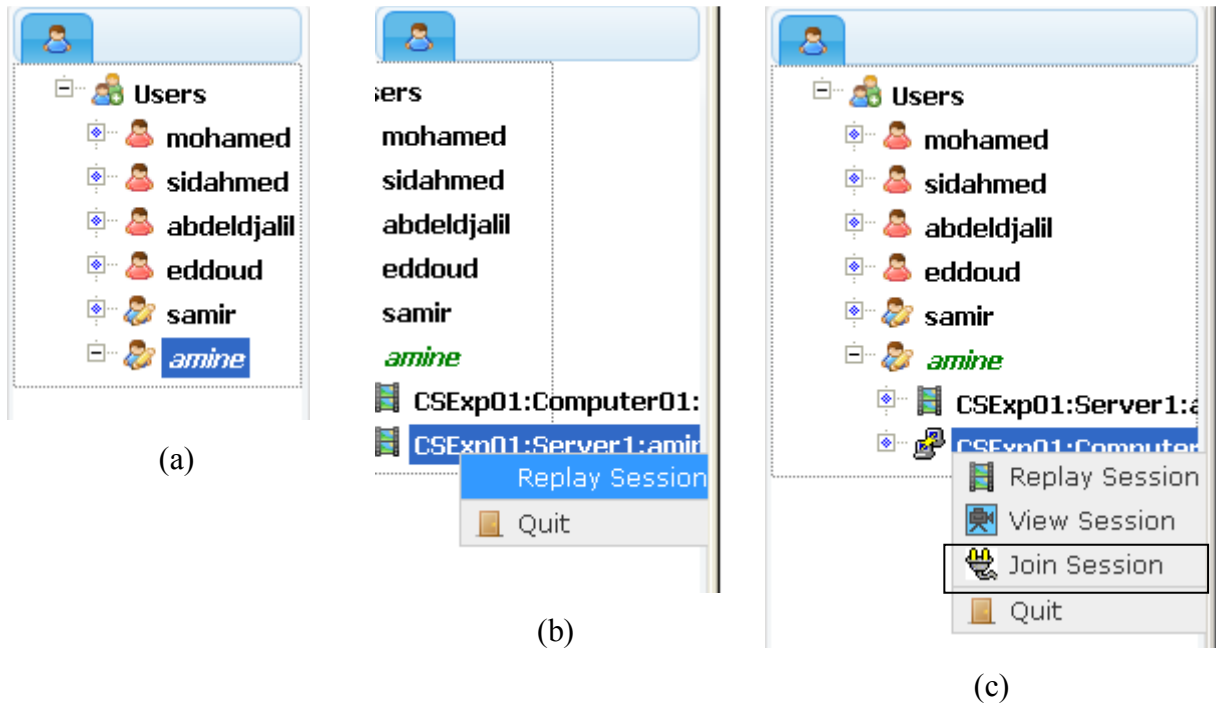 Users
mohamed
sidahmed
abdeldjalil
eddoud
samir
amine
(a)
sers
mohamed
sidahmed
abdeldjalil
eddoud
samir
amine
CSExp01:Computer01:
CSExp01:Server1:amin
Replay Session
Quit
(b)
Users
mohamed
sidahmed
abdeldjalil
eddoud
samir
amine
CSExp01:Server1:a
CSExp01:Computer
Replay Session
View Session
Join Session
Quit
(c)